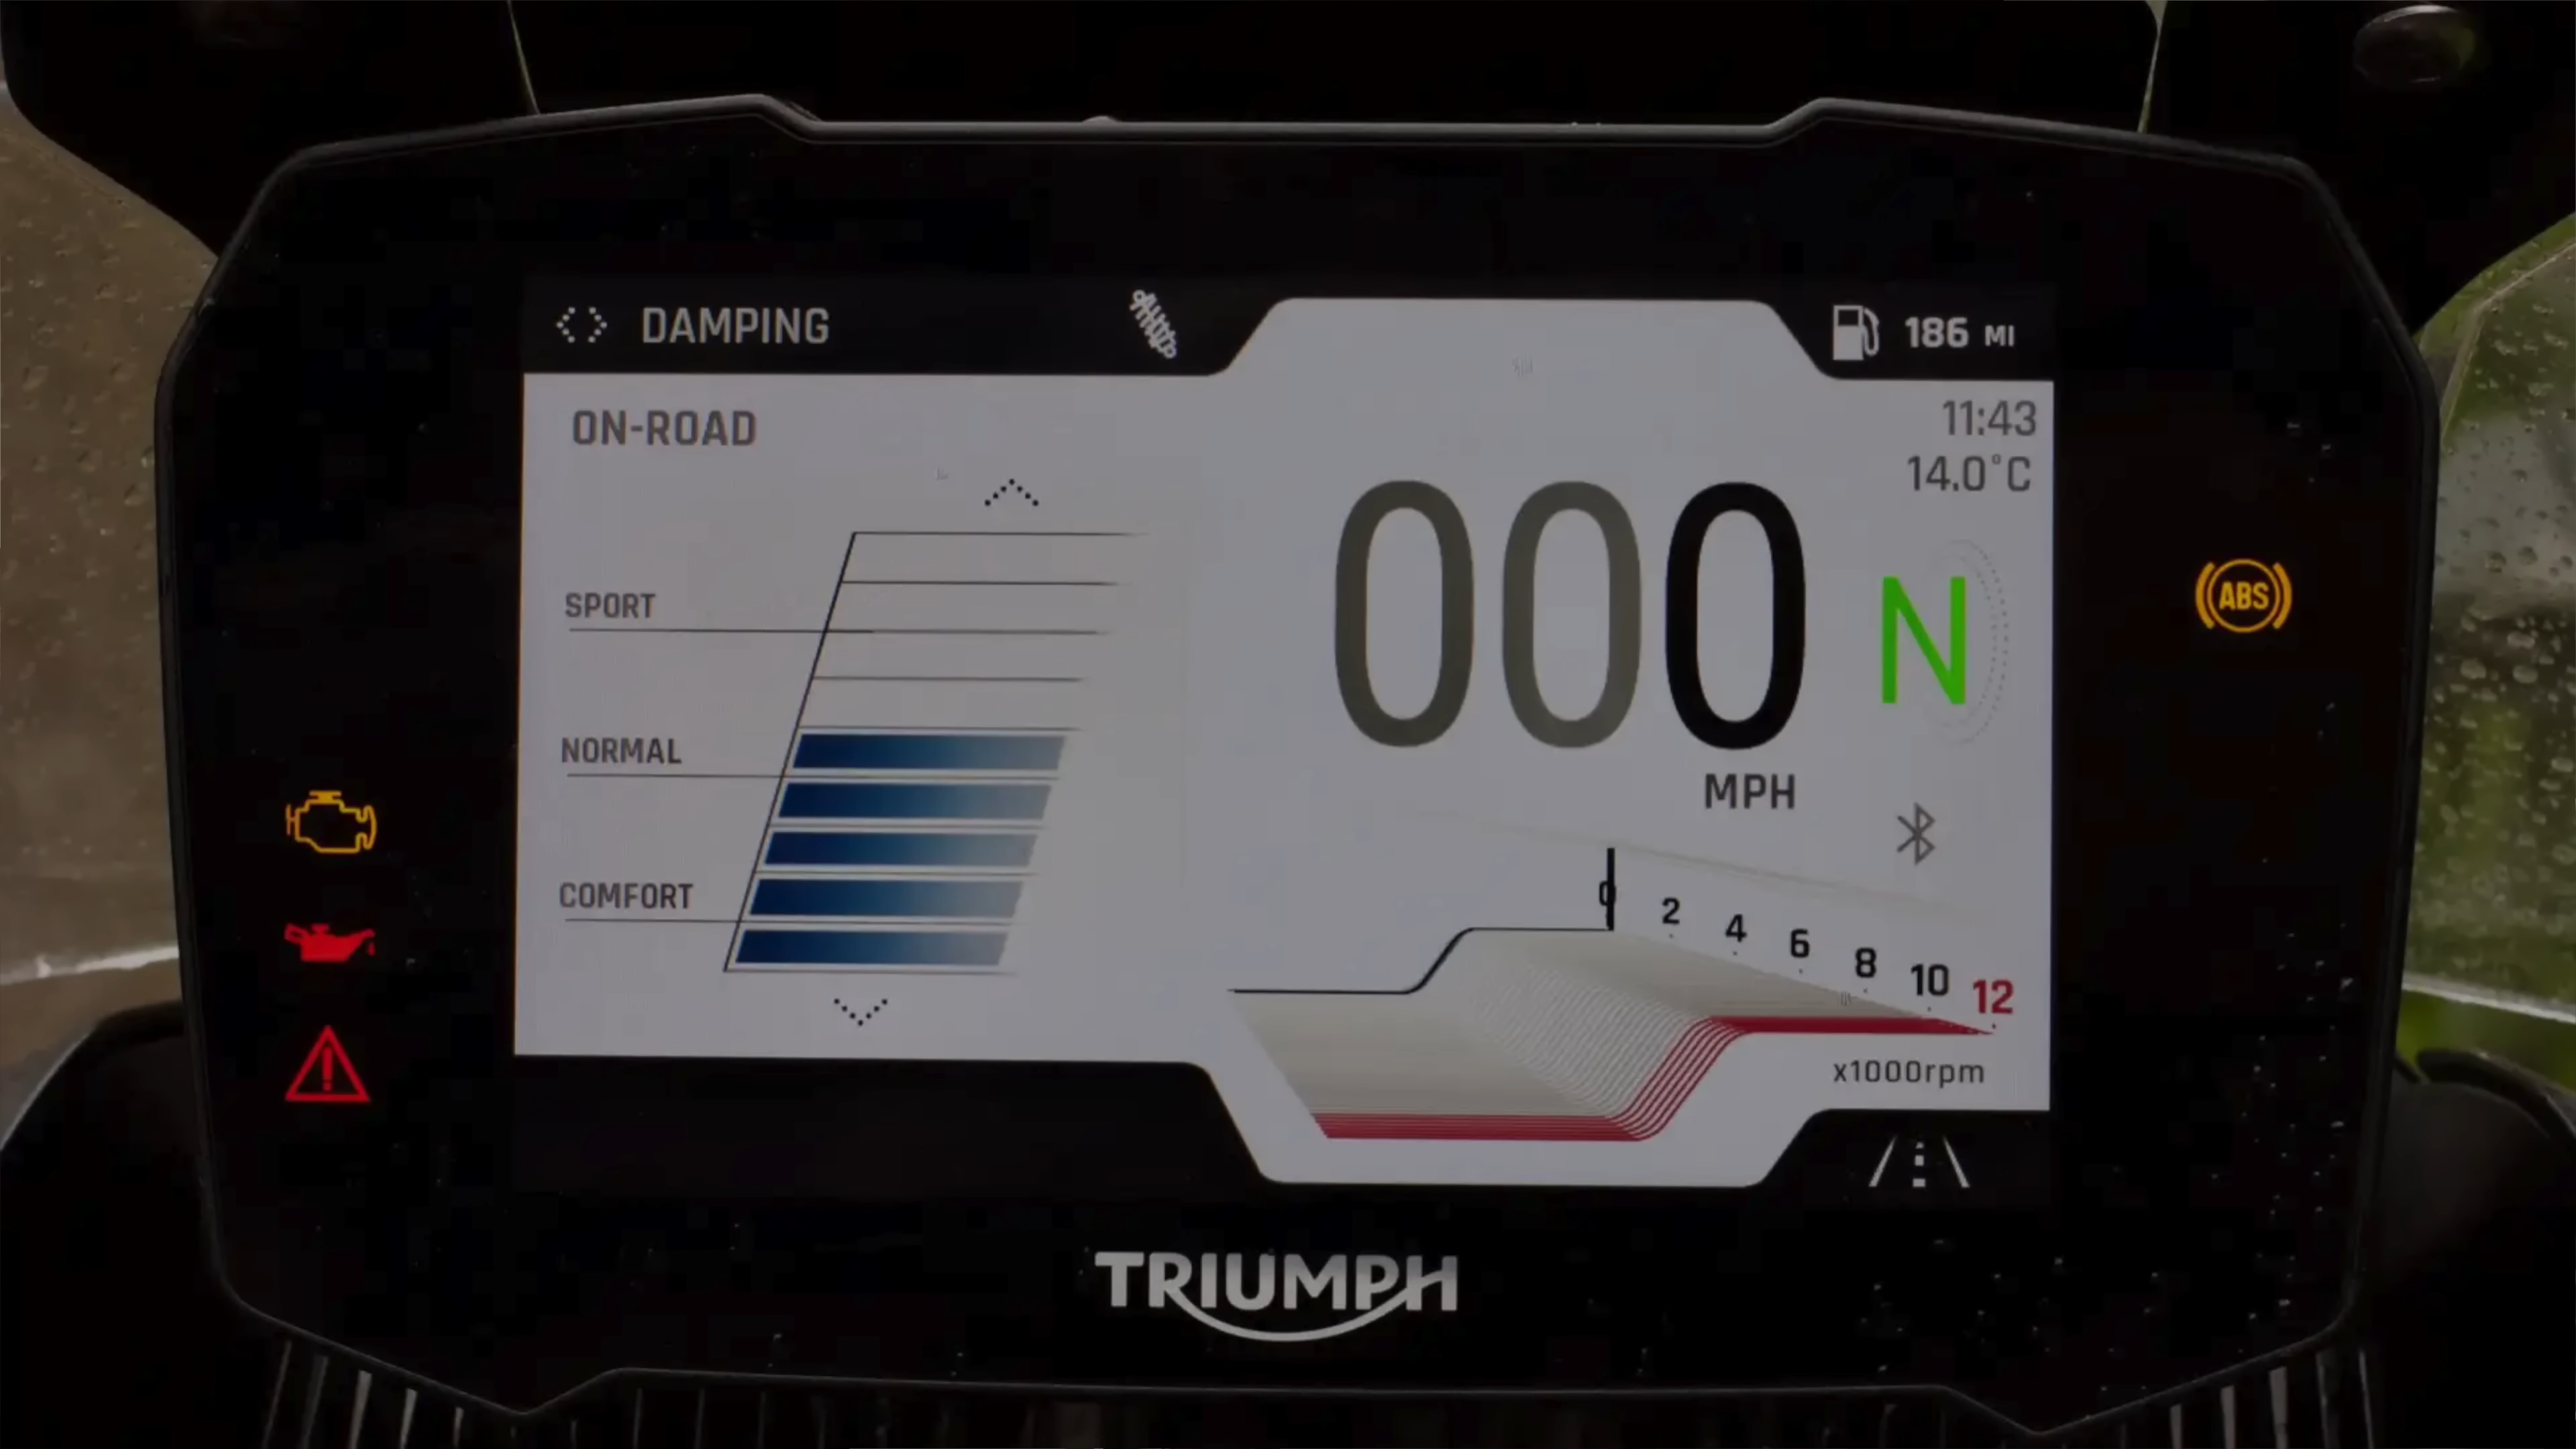 DAMPING
186 MI
ON-ROAD
11:43
14.0°C
SPORT
NORMAL
COMFORT
000
N
MPH
ABS
0 2 4 6 8 10 12
x1000rpm
TRIUMPH